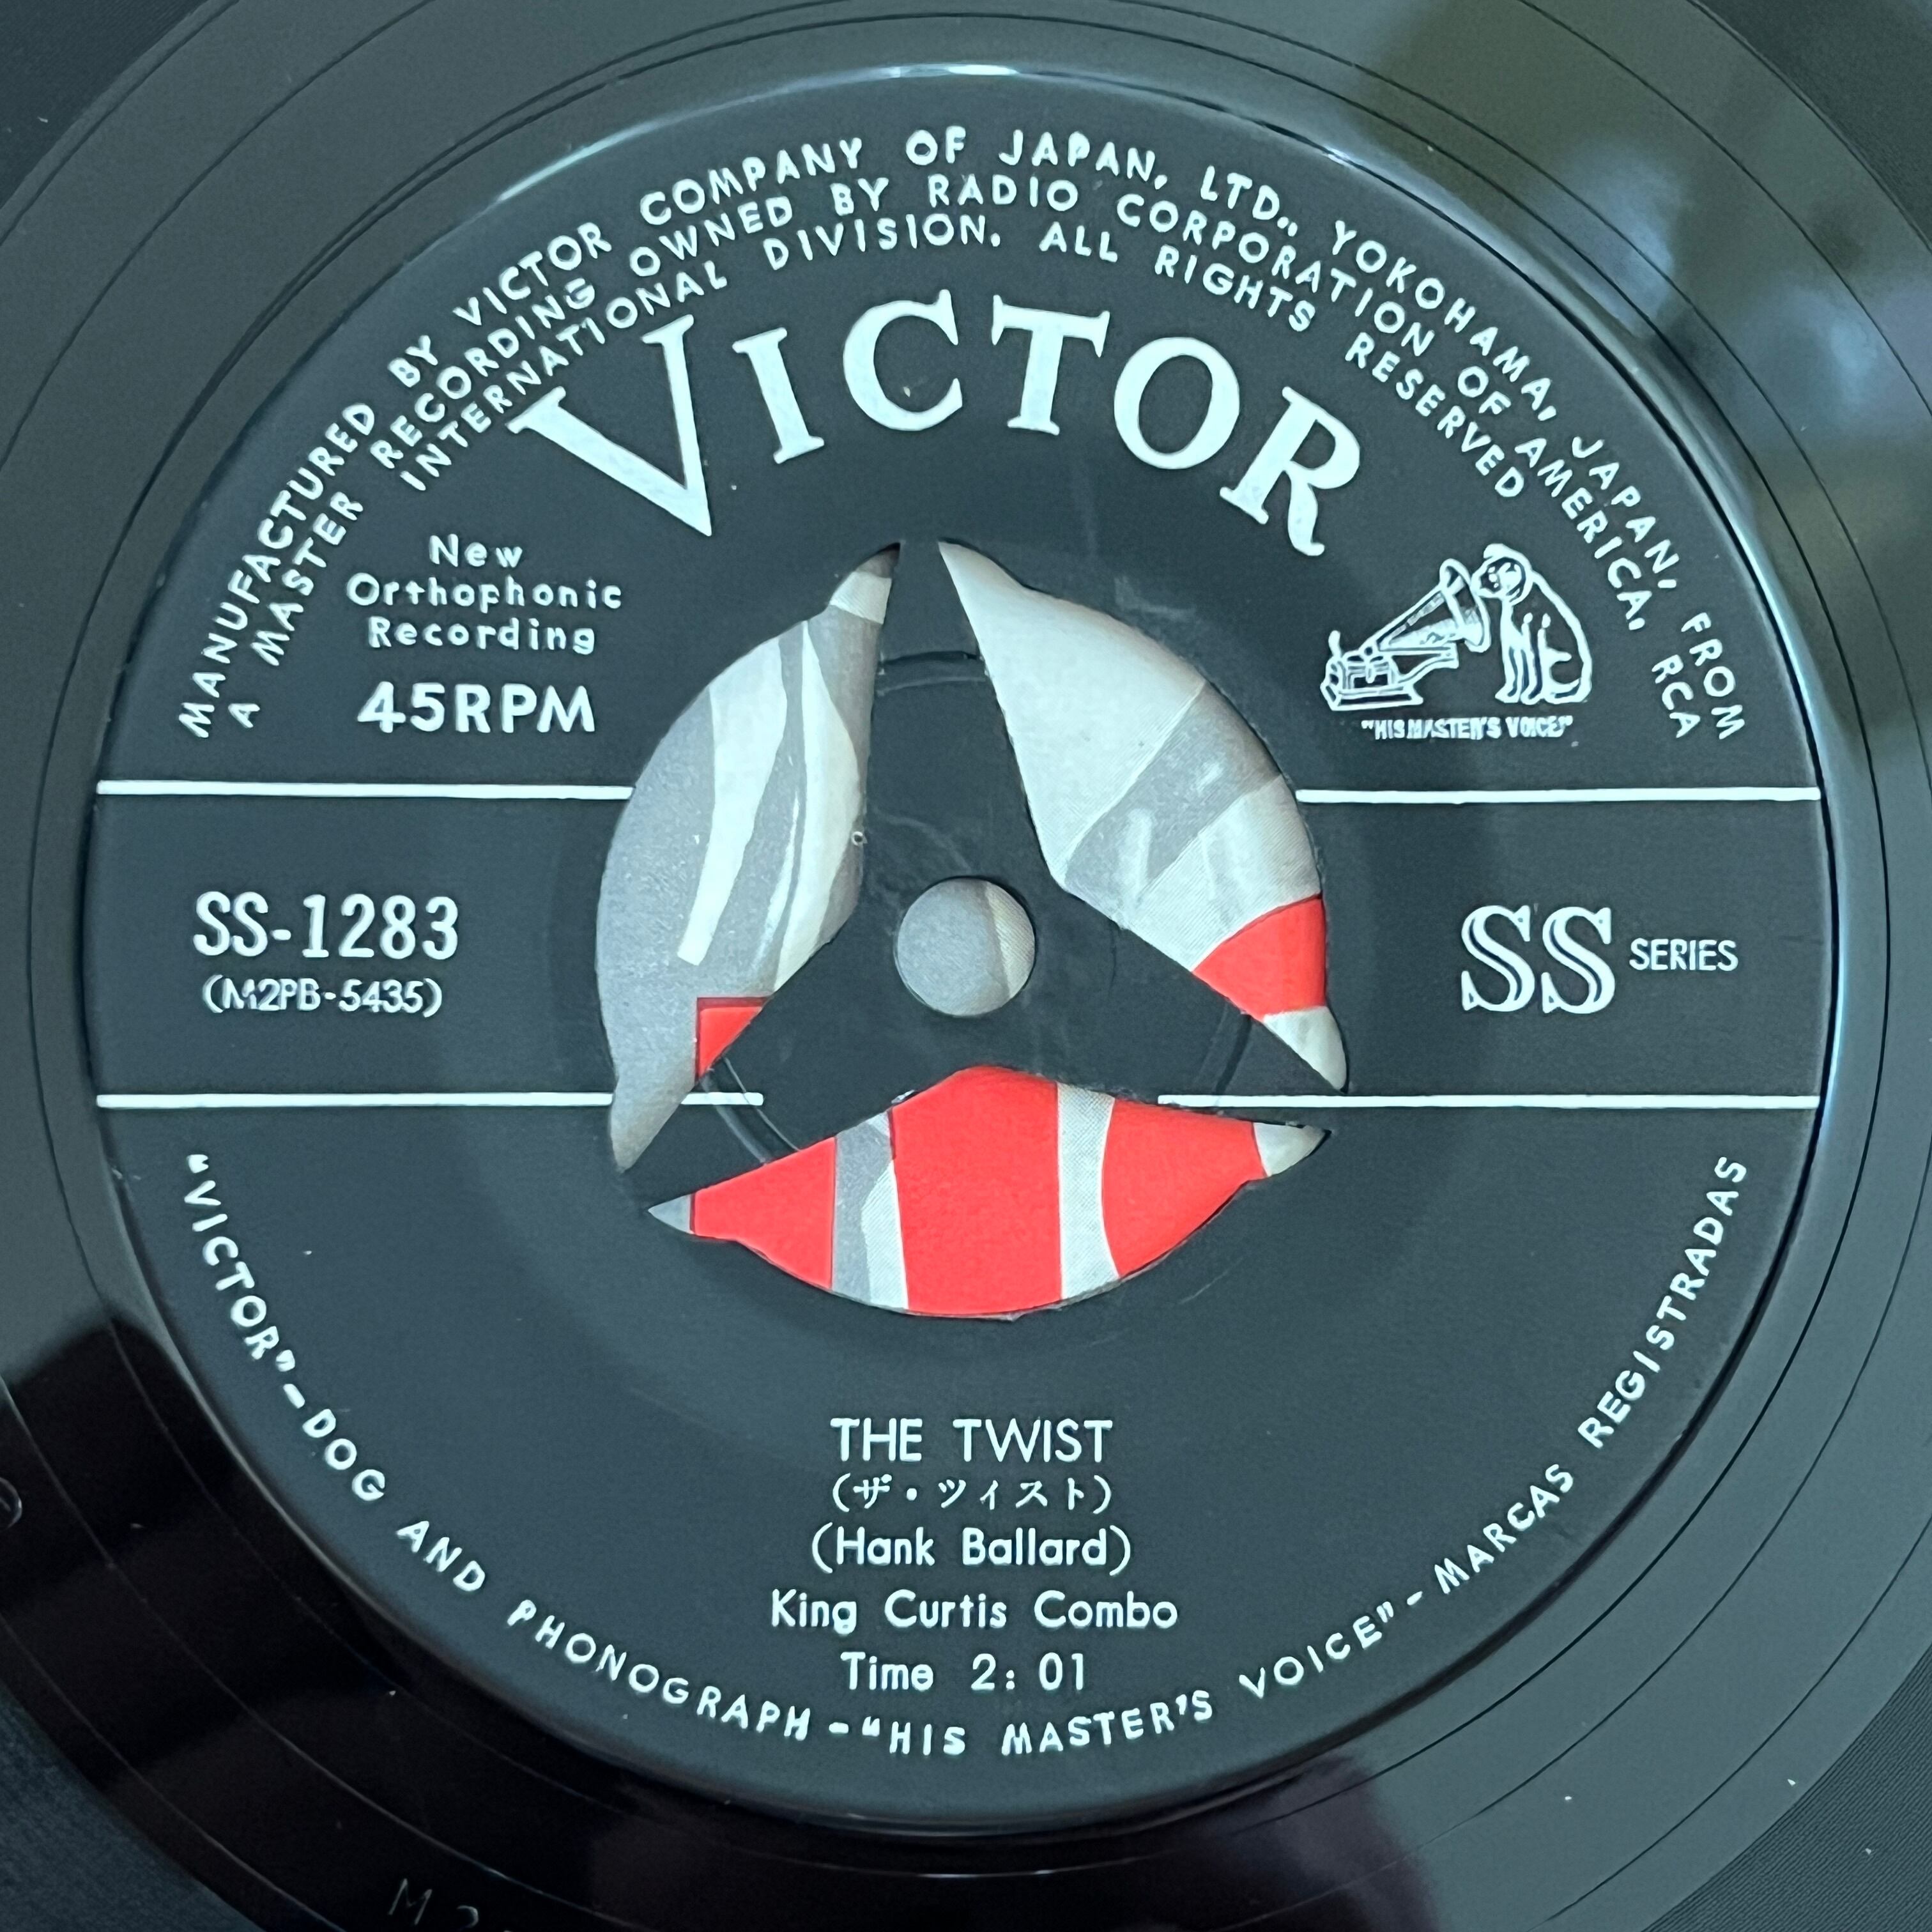 MANUFACTURED BY VICTOR COMPANY OF JAPAN, LTD., YOKOHAMA, JAPAN, FROM
A MASTER RECORDING OWNED BY RADIO CORPORATION OF AMERICA, RCA
INTERNATIONAL DIVISION. ALL RIGHTS RESERVED
VICTOR
New
Orthophonic
Recording
45RPM
"HIS MASTER'S VOICE"
SS-1283
(M2PB-5435)
SS SERIES
THE TWIST
(ザ・ツィスト)
(Hank Ballard)
King Curtis Combo
Time 2:01
"VICTOR"-DOG AND PHONOGRAPH-"HIS MASTER'S VOICE"-MARCAS REGISTRADAS